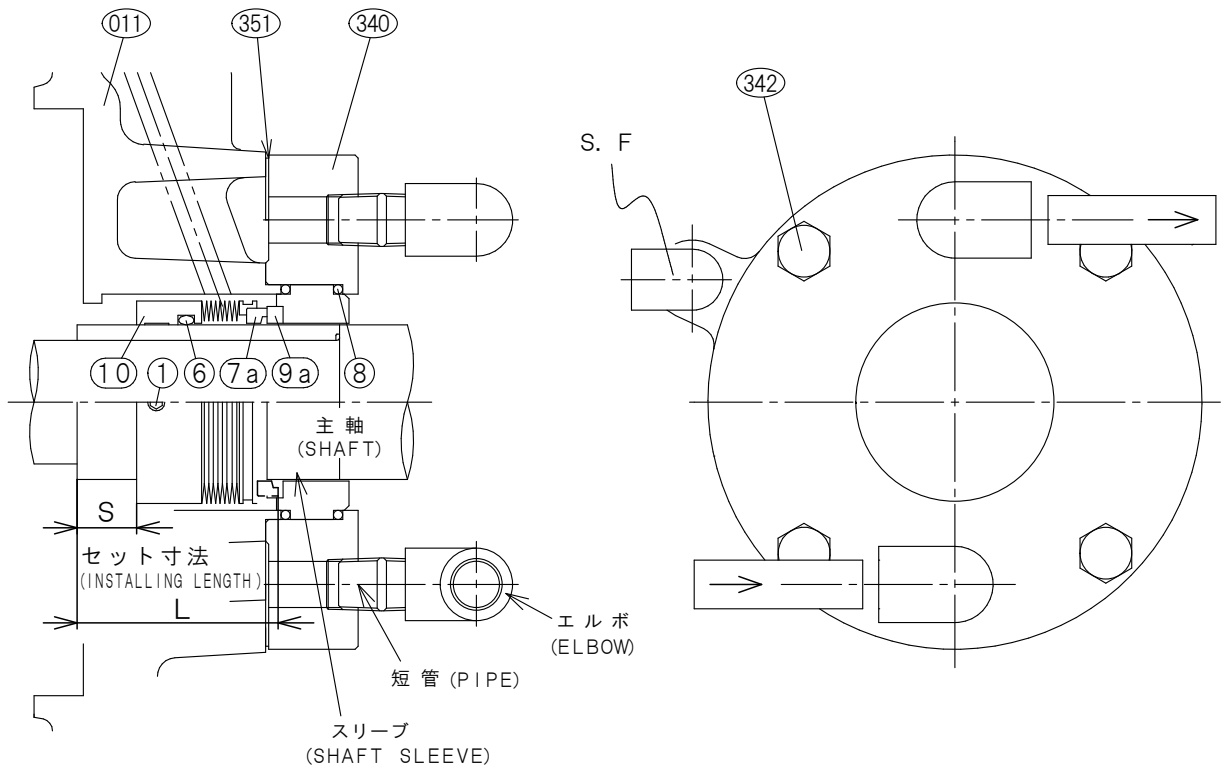 011
351
340
342
S. F
10
1
6
7a
9a
8
主 軸
(SHAFT)
S
セット寸法
(INSTALLING LENGTH)
L
エルボ
(ELBOW)
短 管 (PIPE)
スリーブ
(SHAFT SLEEVE)